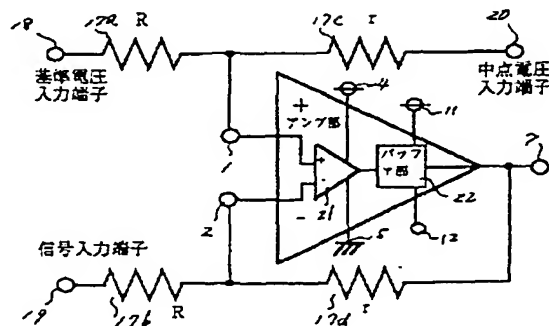 18
17a
R
17c
r
20
基準電圧
入力端子
中点電圧
入力端子
+
アンプ部
4
11
1
+
-
21
バッフ
ァ部
22
7
2
-
5
12
信号入力端子
19
17b
R
17d
r